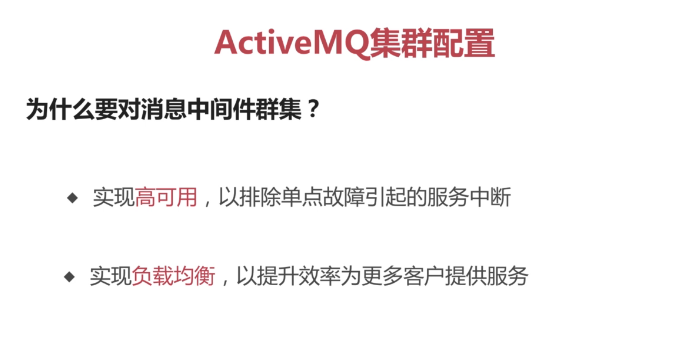 ActiveMQ集群配置
为什么要对消息中间件群集？
◆ 实现高可用，以排除单点故障引起的服务中断
◆ 实现负载均衡，以提升效率为更多客户提供服务